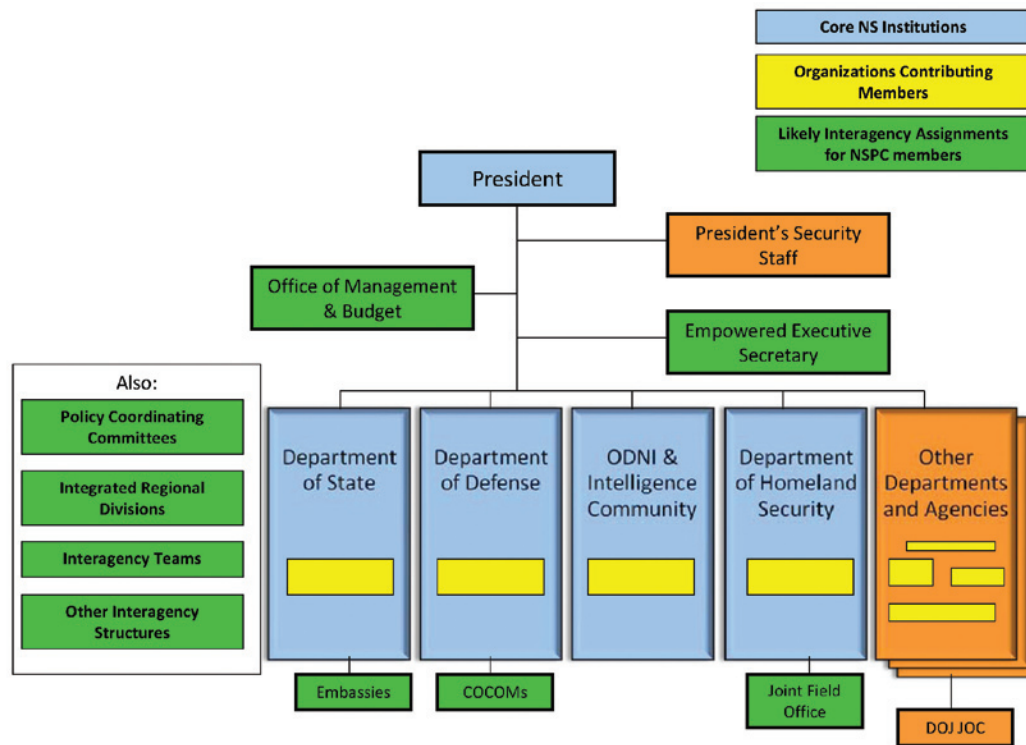 Core NS Institutions
Organizations Contributing
Members
Likely Interagency Assignments
for NSPC members
President
President's Security
Staff
Office of Management
& Budget
Empowered Executive
Secretary
Also:
Policy Coordinating
Committees
Integrated Regional
Divisions
Interagency Teams
Other Interagency
Structures
Department
of State
Department
of Defense
ODNI &
Intelligence
Community
Department
of Homeland
Security
Other
Departments
and Agencies
Embassies
COCOMs
Joint Field
Office
DOJ JOC